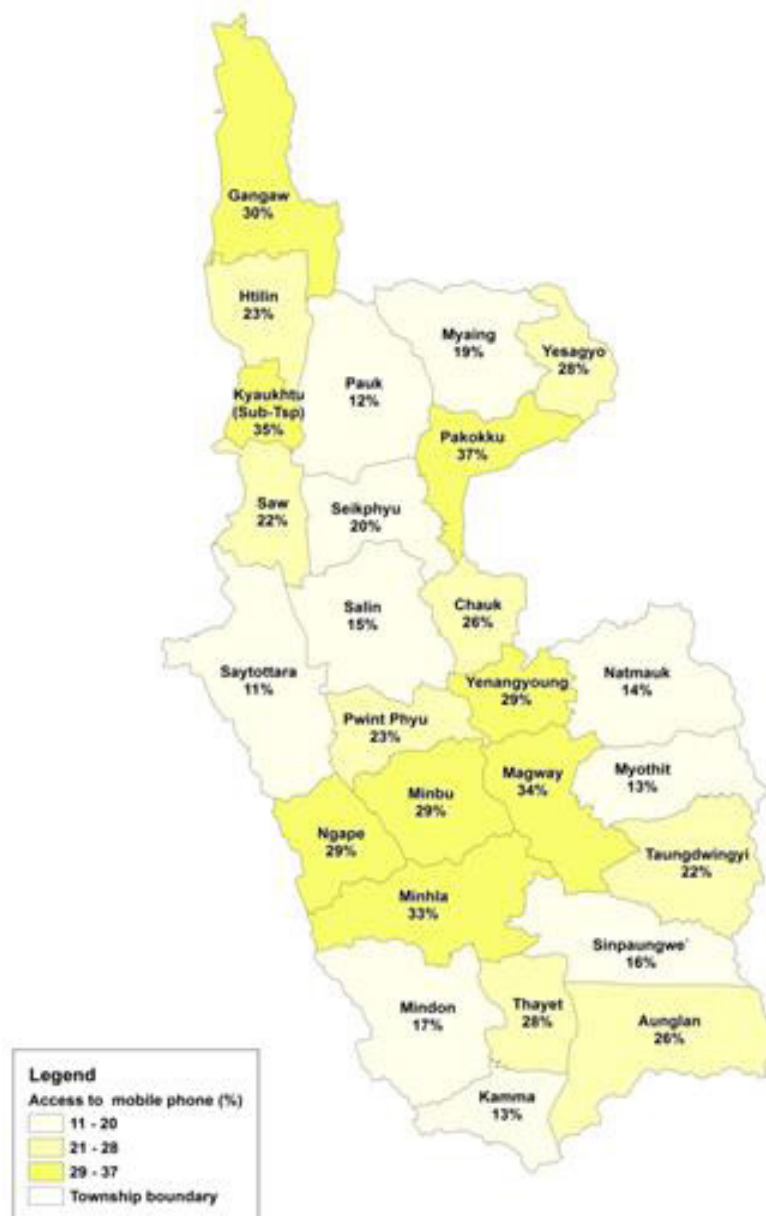 Gangaw
30%
Htilin
23%
Myaing
19%
Yesagyo
28%
Pauk
12%
Kyaukhtu
(Sub-Tsp)
35%
Pakokku
37%
Saw
22%
Seikphyu
20%
Salin
15%
Chauk
26%
Saytottara
11%
Yenangyoung
29%
Natmauk
14%
Pwint Phyu
23%
Magway
34%
Myothit
13%
Minbu
29%
Ngape
29%
Taungdwingyi
22%
Minhla
33%
Sinpaungwe`
16%
Mindon
17%
Thayet
28%
Aunglan
26%
Kamma
13%
Legend
Access to mobile phone (%)
11 - 20
21 - 28
29 - 37
Township boundary